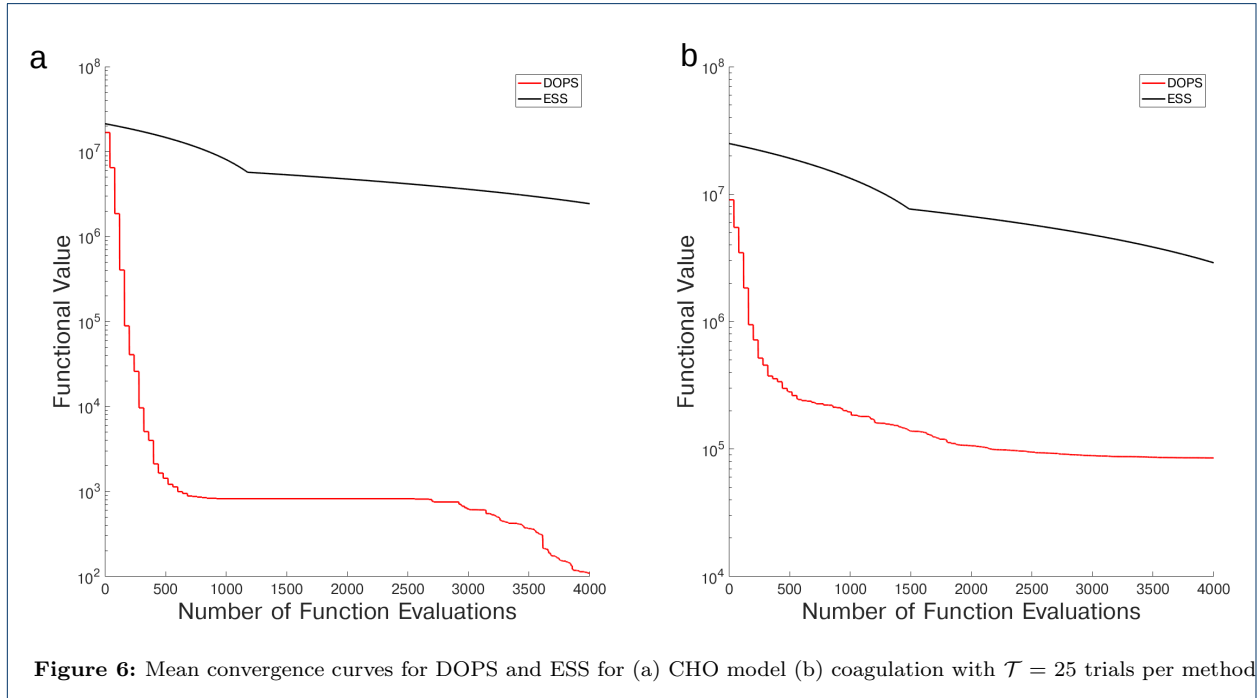 a
10^8
10^7
10^6
10^5
10^4
10^3
10^2
Functional Value
0 500 1000 1500 2000 2500 3000 3500 4000
Number of Function Evaluations
DOPS
ESS
b
10^8
10^7
10^6
10^5
10^4
Functional Value
0 500 1000 1500 2000 2500 3000 3500 4000
Number of Function Evaluations
DOPS
ESS
Figure 6: Mean convergence curves for DOPS and ESS for (a) CHO model (b) coagulation with 𝒯 = 25 trials per method